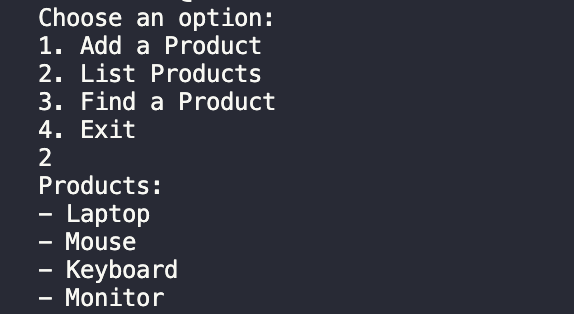 Choose an option:
1. Add a Product
2. List Products
3. Find a Product
4. Exit
2
Products:
- Laptop
- Mouse
- Keyboard
- Monitor